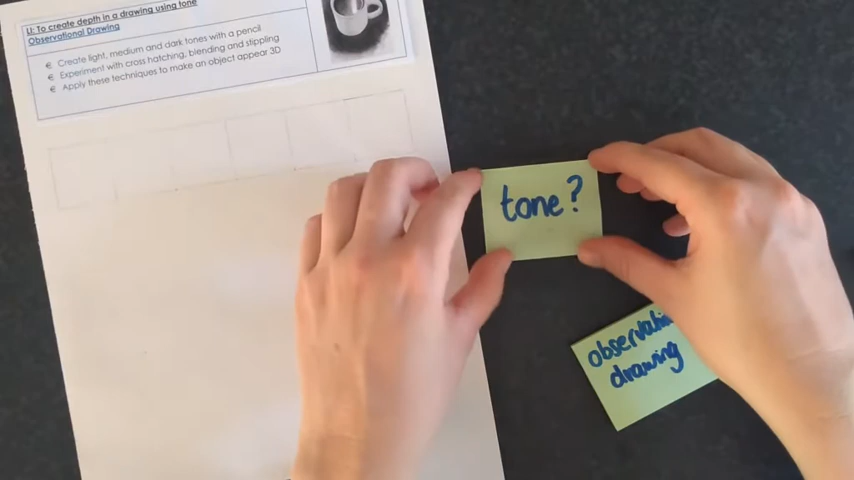 LI: To create depth in a drawing using tone
Observational Drawing
€ Create light, medium and dark tones with a pencil
€ Experiment with cross hatching, blending and stippling
€ Apply these techniques to make an object appear 3D
tone?
drawing